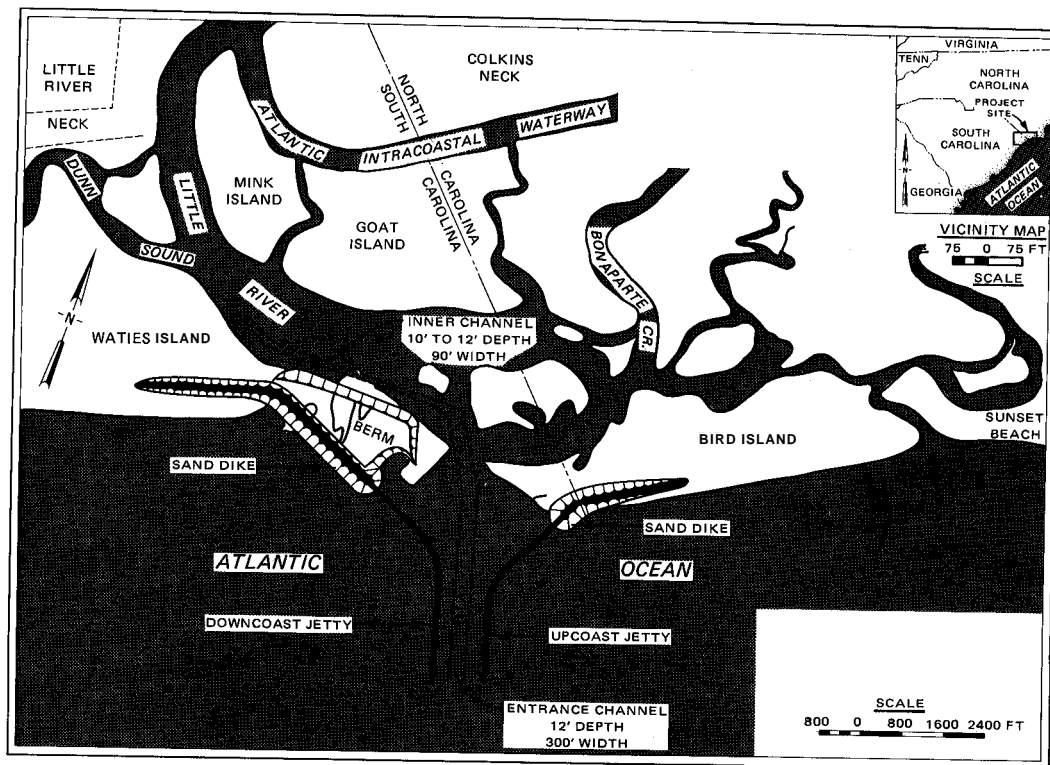 LITTLE
RIVER
NECK
COLKINS
NECK
NORTH
SOUTH
CAROLINA
CAROLINA
ATLANTIC
INTRACOASTAL
WATERWAY
DUNN
SOUND
LITTLE
RIVER
MINK
ISLAND
GOAT
ISLAND
BONAPARTE
CR.
VIRGINIA
TENN
NORTH
CAROLINA
PROJECT
SITE
SOUTH
CAROLINA
N
GEORGIA
ATLANTIC
OCEAN
VICINITY MAP
75 0 75 FT
SCALE
N
WATIES ISLAND
INNER CHANNEL
10' TO 12' DEPTH
90' WIDTH
BERM
BIRD ISLAND
SUNSET
BEACH
SAND DIKE
SAND DIKE
ATLANTIC
OCEAN
DOWNCOAST JETTY
UPCOAST JETTY
ENTRANCE CHANNEL
12' DEPTH
300' WIDTH
SCALE
800 0 800 1600 2400 FT